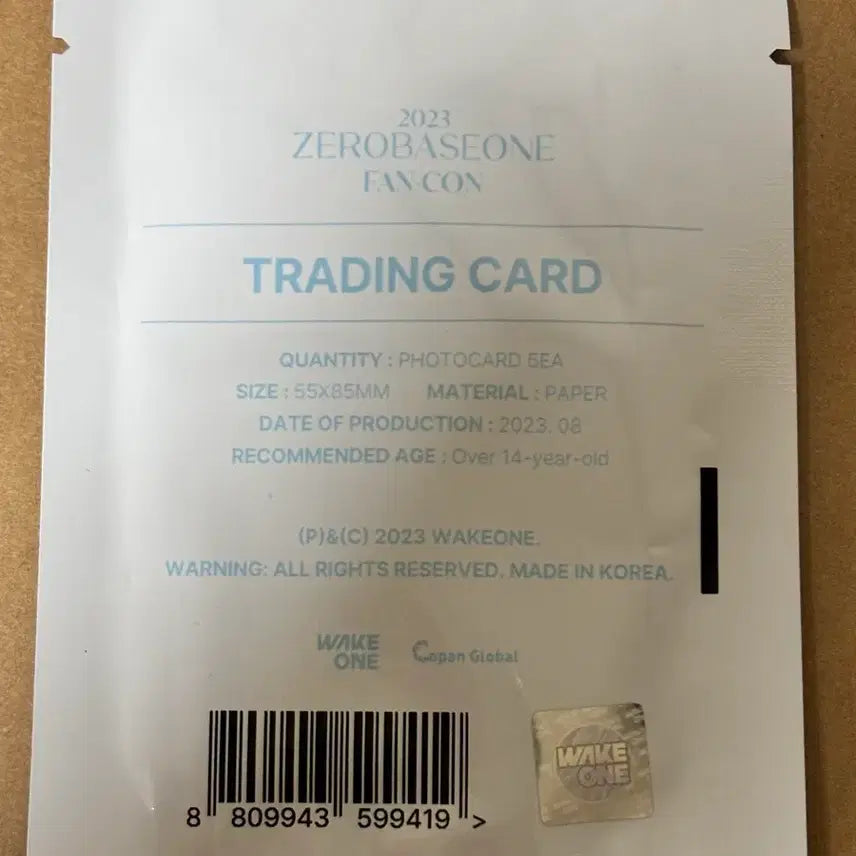 2023
ZEROBASEONE
FAN-CON
TRADING CARD
QUANTITY : PHOTOCARD 5EA
SIZE : 55X85MM MATERIAL : PAPER
DATE OF PRODUCTION : 2023. 08
RECOMMENDED AGE : Over 14-year-old
(P)&(C) 2023 WAKEONE.
WARNING: ALL RIGHTS RESERVED. MADE IN KOREA.
WAKE
ONE
Copan Global
WAKE
ONE
8 809943 599419 >